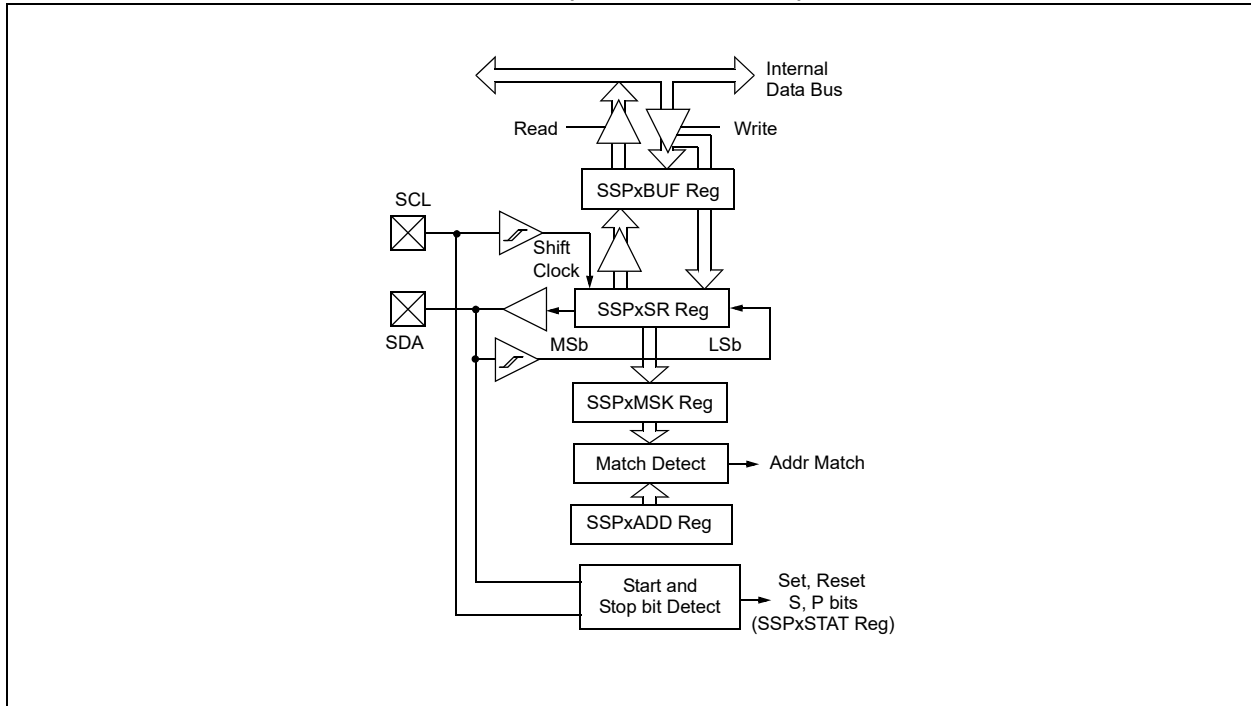 Internal
Data Bus
Read
Write
SSPxBUF Reg
SCL
Shift
Clock
SSPxSR Reg
SDA
MSb
LSb
SSPxMSK Reg
Match Detect
Addr Match
SSPxADD Reg
Start and
Stop bit Detect
Set, Reset
S, P bits
(SSPxSTAT Reg)